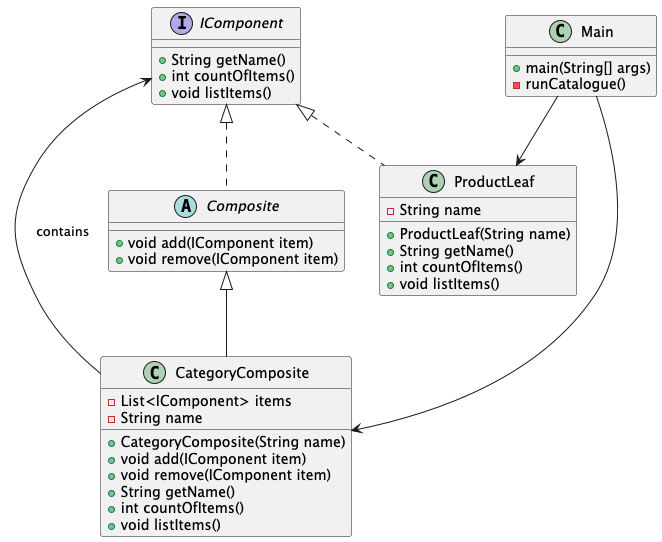 I IComponent
String getName()
int countOfItems()
void listItems()
C Main
main(String[] args)
runCatalogue()
A Composite
void add(IComponent item)
void remove(IComponent item)
C ProductLeaf
String name
ProductLeaf(String name)
String getName()
int countOfItems()
void listItems()
contains
C CategoryComposite
List<IComponent> items
String name
CategoryComposite(String name)
void add(IComponent item)
void remove(IComponent item)
String getName()
int countOfItems()
void listItems()